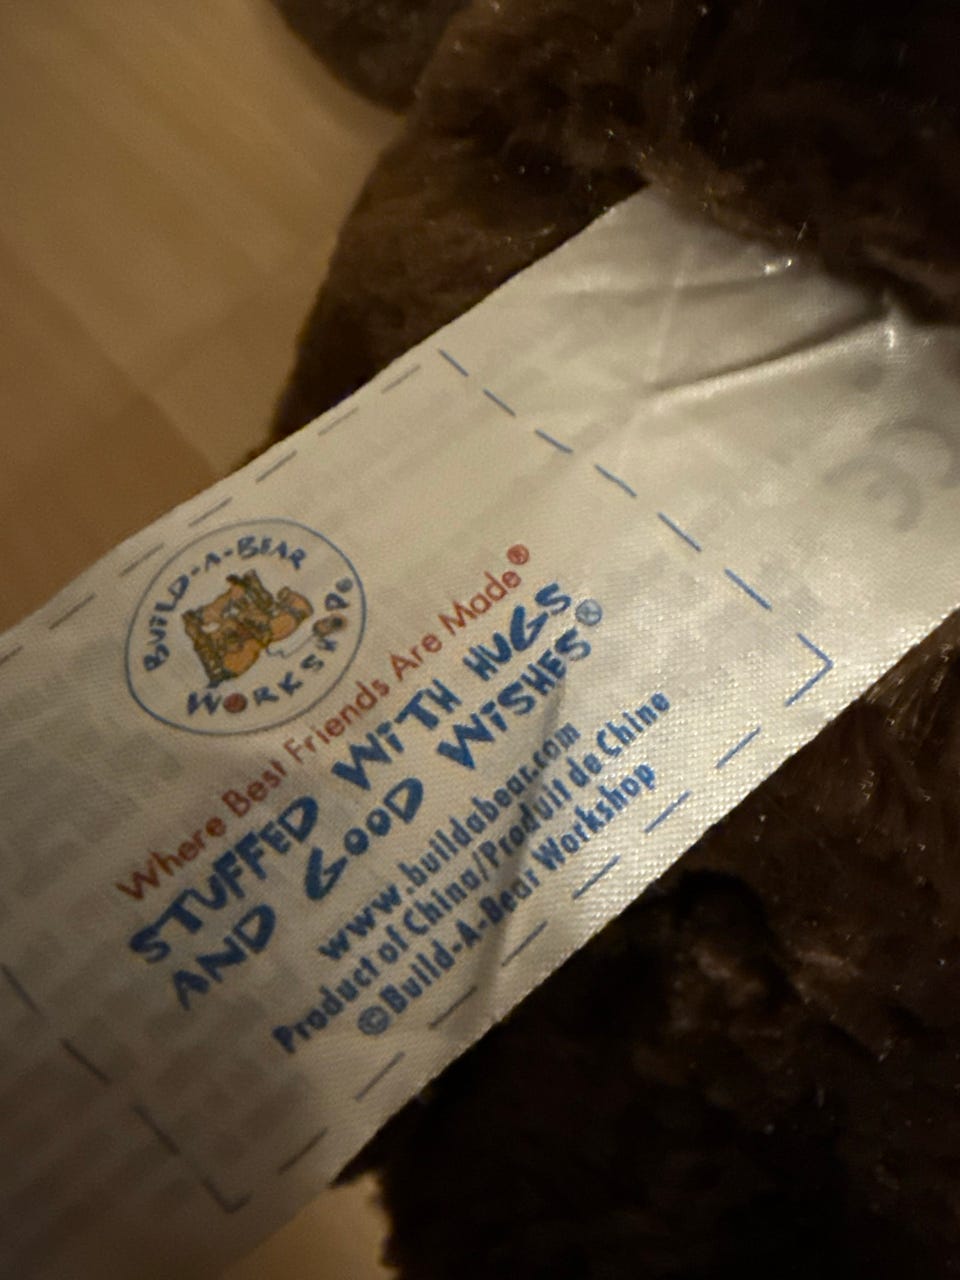 BUiLD-A-BEAR
WORKSHOP®
Where Best Friends Are Made®
STUFFED WiTH HUGS
AND GOOD WiSHES®
www.buildabear.com
Product of China/Produit de Chine
©Build-A-Bear Workshop